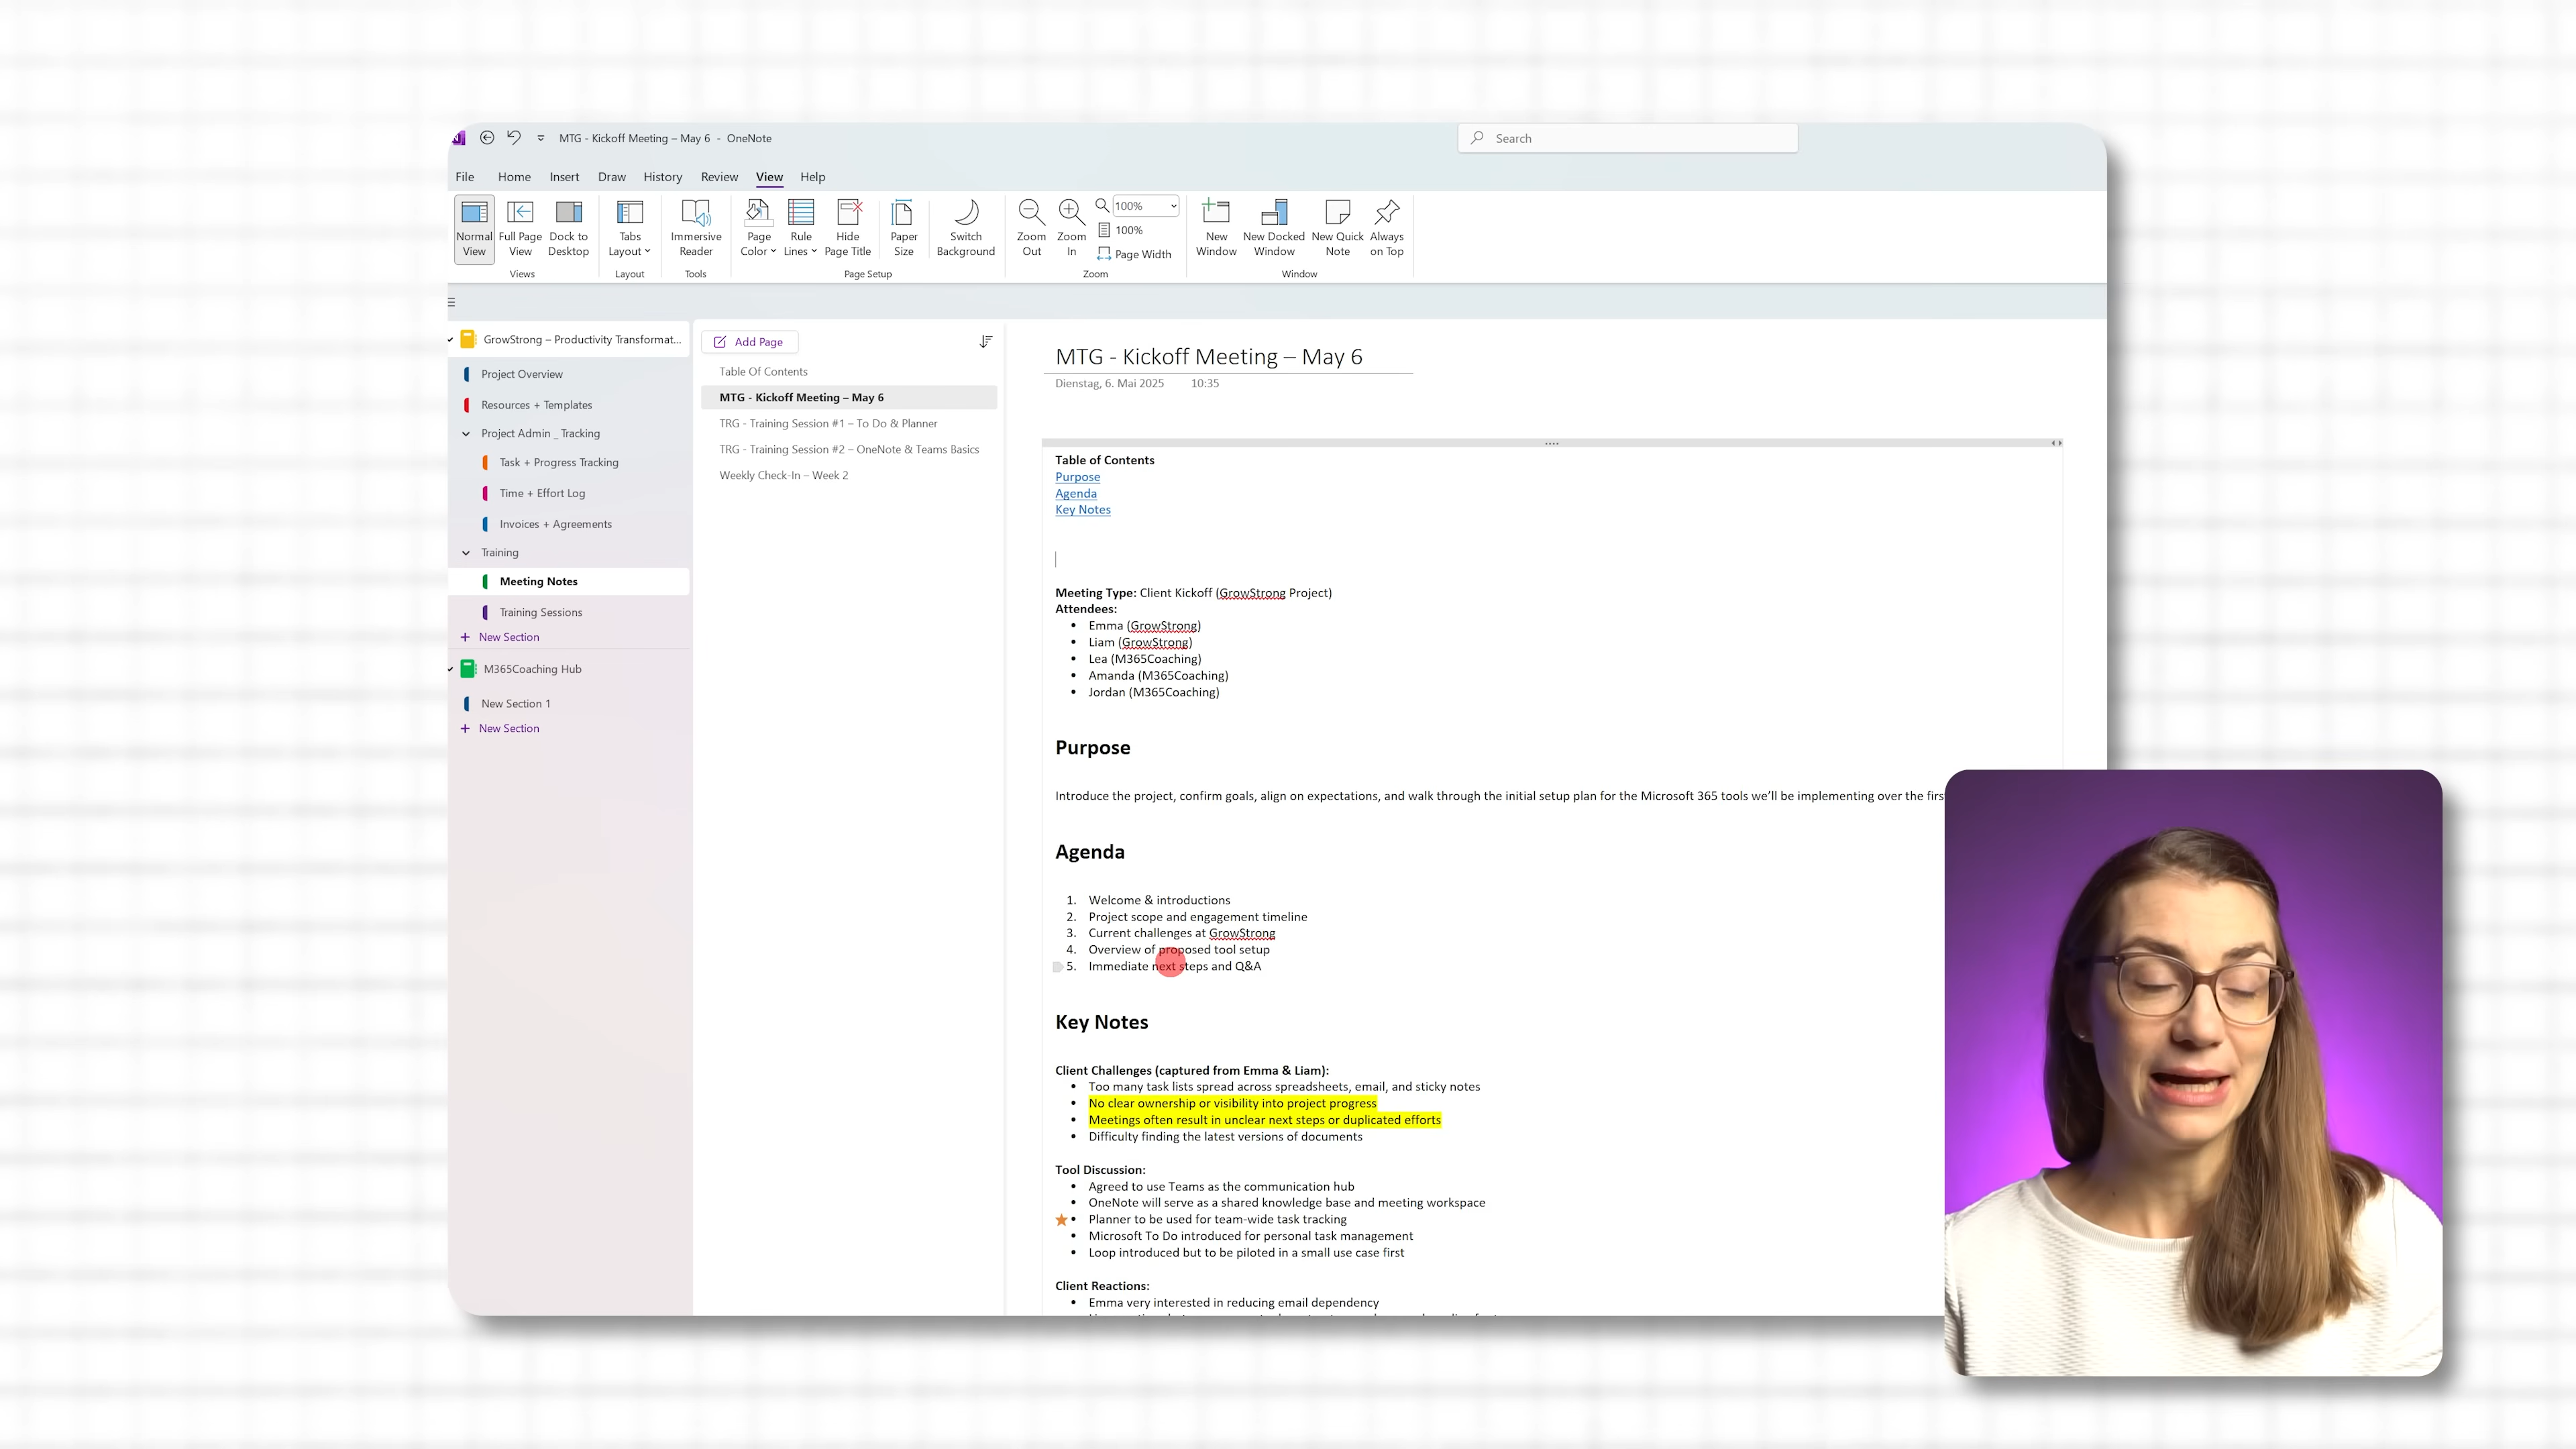 MTG - Kickoff Meeting – May 6 - OneNote
Search
File Home Insert Draw History Review View Help
Normal View
Full Page View
Dock to Desktop
Tabs Layout
Immersive Reader
Page Color
Rule Lines
Hide Page Title
Paper Size
Switch Background
Zoom Out
Zoom In
100%
100%
Page Width
New Window
New Docked Window
New Quick Note
Always on Top
Views Layout Tools Page Setup Zoom Window
GrowStrong – Productivity Transformat...
Project Overview
Resources + Templates
Project Admin _ Tracking
Task + Progress Tracking
Time + Effort Log
Invoices + Agreements
Training
Meeting Notes
Training Sessions
+ New Section
M365Coaching Hub
New Section 1
+ New Section
Add Page
Table Of Contents
MTG - Kickoff Meeting – May 6
TRG - Training Session #1 – To Do & Planner
TRG - Training Session #2 – OneNote & Teams Basics
Weekly Check-In – Week 2
MTG - Kickoff Meeting – May 6
Dienstag, 6. Mai 2025 10:35
Table of Contents
Purpose
Agenda
Key Notes
Meeting Type: Client Kickoff (GrowStrong Project)
Attendees:
• Emma (GrowStrong)
• Liam (GrowStrong)
• Lea (M365Coaching)
• Amanda (M365Coaching)
• Jordan (M365Coaching)
Purpose
Introduce the project, confirm goals, align on expectations, and walk through the initial setup plan for the Microsoft 365 tools we'll be implementing over the firs
Agenda
1. Welcome & introductions
2. Project scope and engagement timeline
3. Current challenges at GrowStrong
4. Overview of proposed tool setup
5. Immediate next steps and Q&A
Key Notes
Client Challenges (captured from Emma & Liam):
• Too many task lists spread across spreadsheets, email, and sticky notes
• No clear ownership or visibility into project progress
• Meetings often result in unclear next steps or duplicated efforts
• Difficulty finding the latest versions of documents
Tool Discussion:
• Agreed to use Teams as the communication hub
• OneNote will serve as a shared knowledge base and meeting workspace
• Planner to be used for team-wide task tracking
• Microsoft To Do introduced for personal task management
• Loop introduced but to be piloted in a small use case first
Client Reactions:
• Emma very interested in reducing email dependency